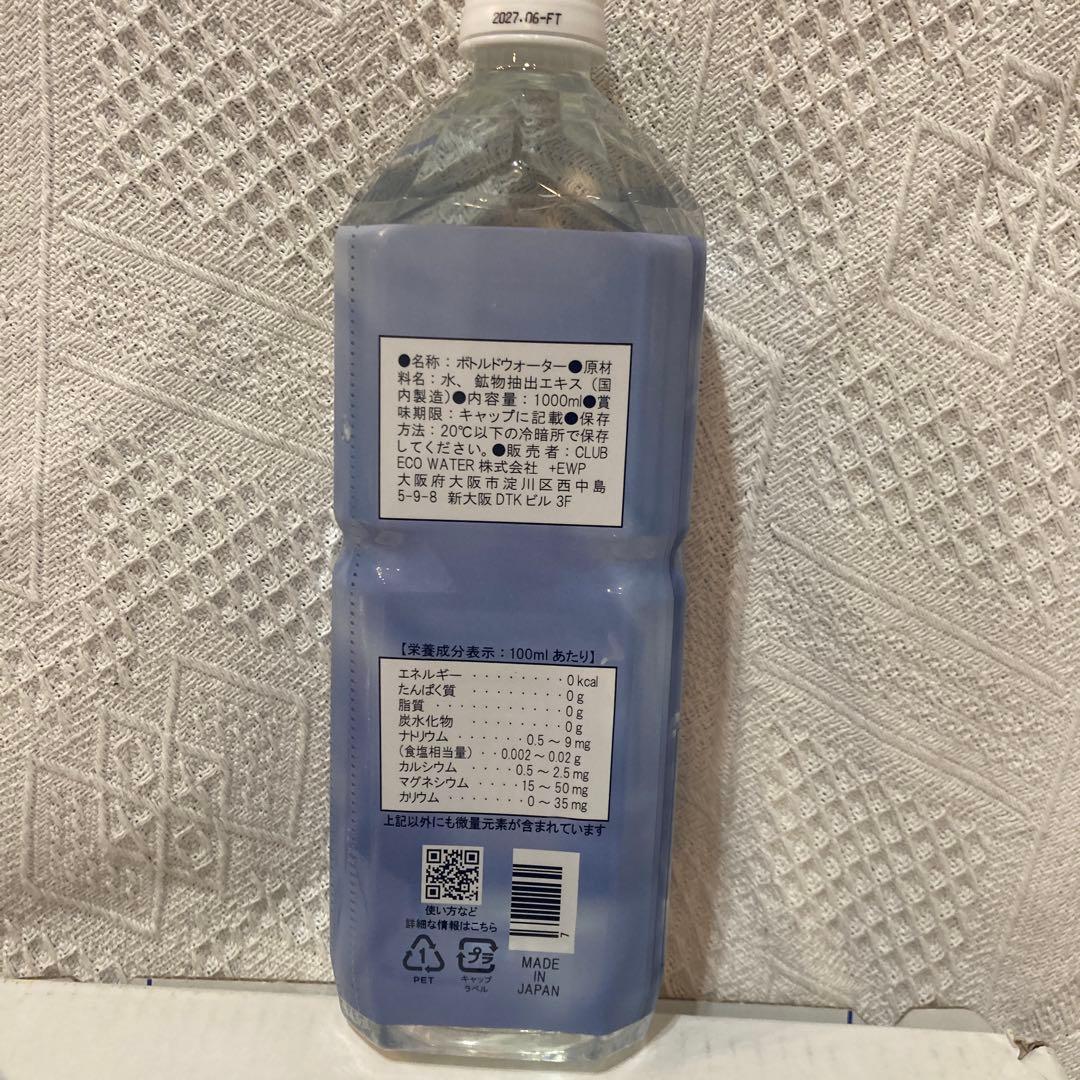 2027.06-FT
●名称：ボトルドウォーター●原材
料名：水、鉱物抽出エキス（国
内製造）●内容量：1000ml●賞
味期限：キャップに記載●保存
方法：20℃以下の冷暗所で保存
してください。●販売者：CLUB
ECO WATER 株式会社 +EWP
大阪府大阪市淀川区西中島
5-9-8 新大阪 DTK ビル 3F
【栄養成分表示：100ml あたり】
エネルギー ・・・・・・・・0 kcal
たんぱく質 ・・・・・・・・0 g
脂質 ・・・・・・・・・・・0 g
炭水化物 ・・・・・・・・0 g
ナトリウム ・・・・・・0.5 ～ 9 mg
（食塩相当量）・・0.002 ～ 0.02 g
カルシウム ・・・・0.5 ～ 2.5 mg
マグネシウム ・・・・15 ～ 50 mg
カリウム ・・・・・・・0 ～ 35 mg
上記以外にも微量元素が含まれています
使い方など
詳細な情報はこちら
7
1
PET
プラ
キャップ
ラベル
MADE
IN
JAPAN